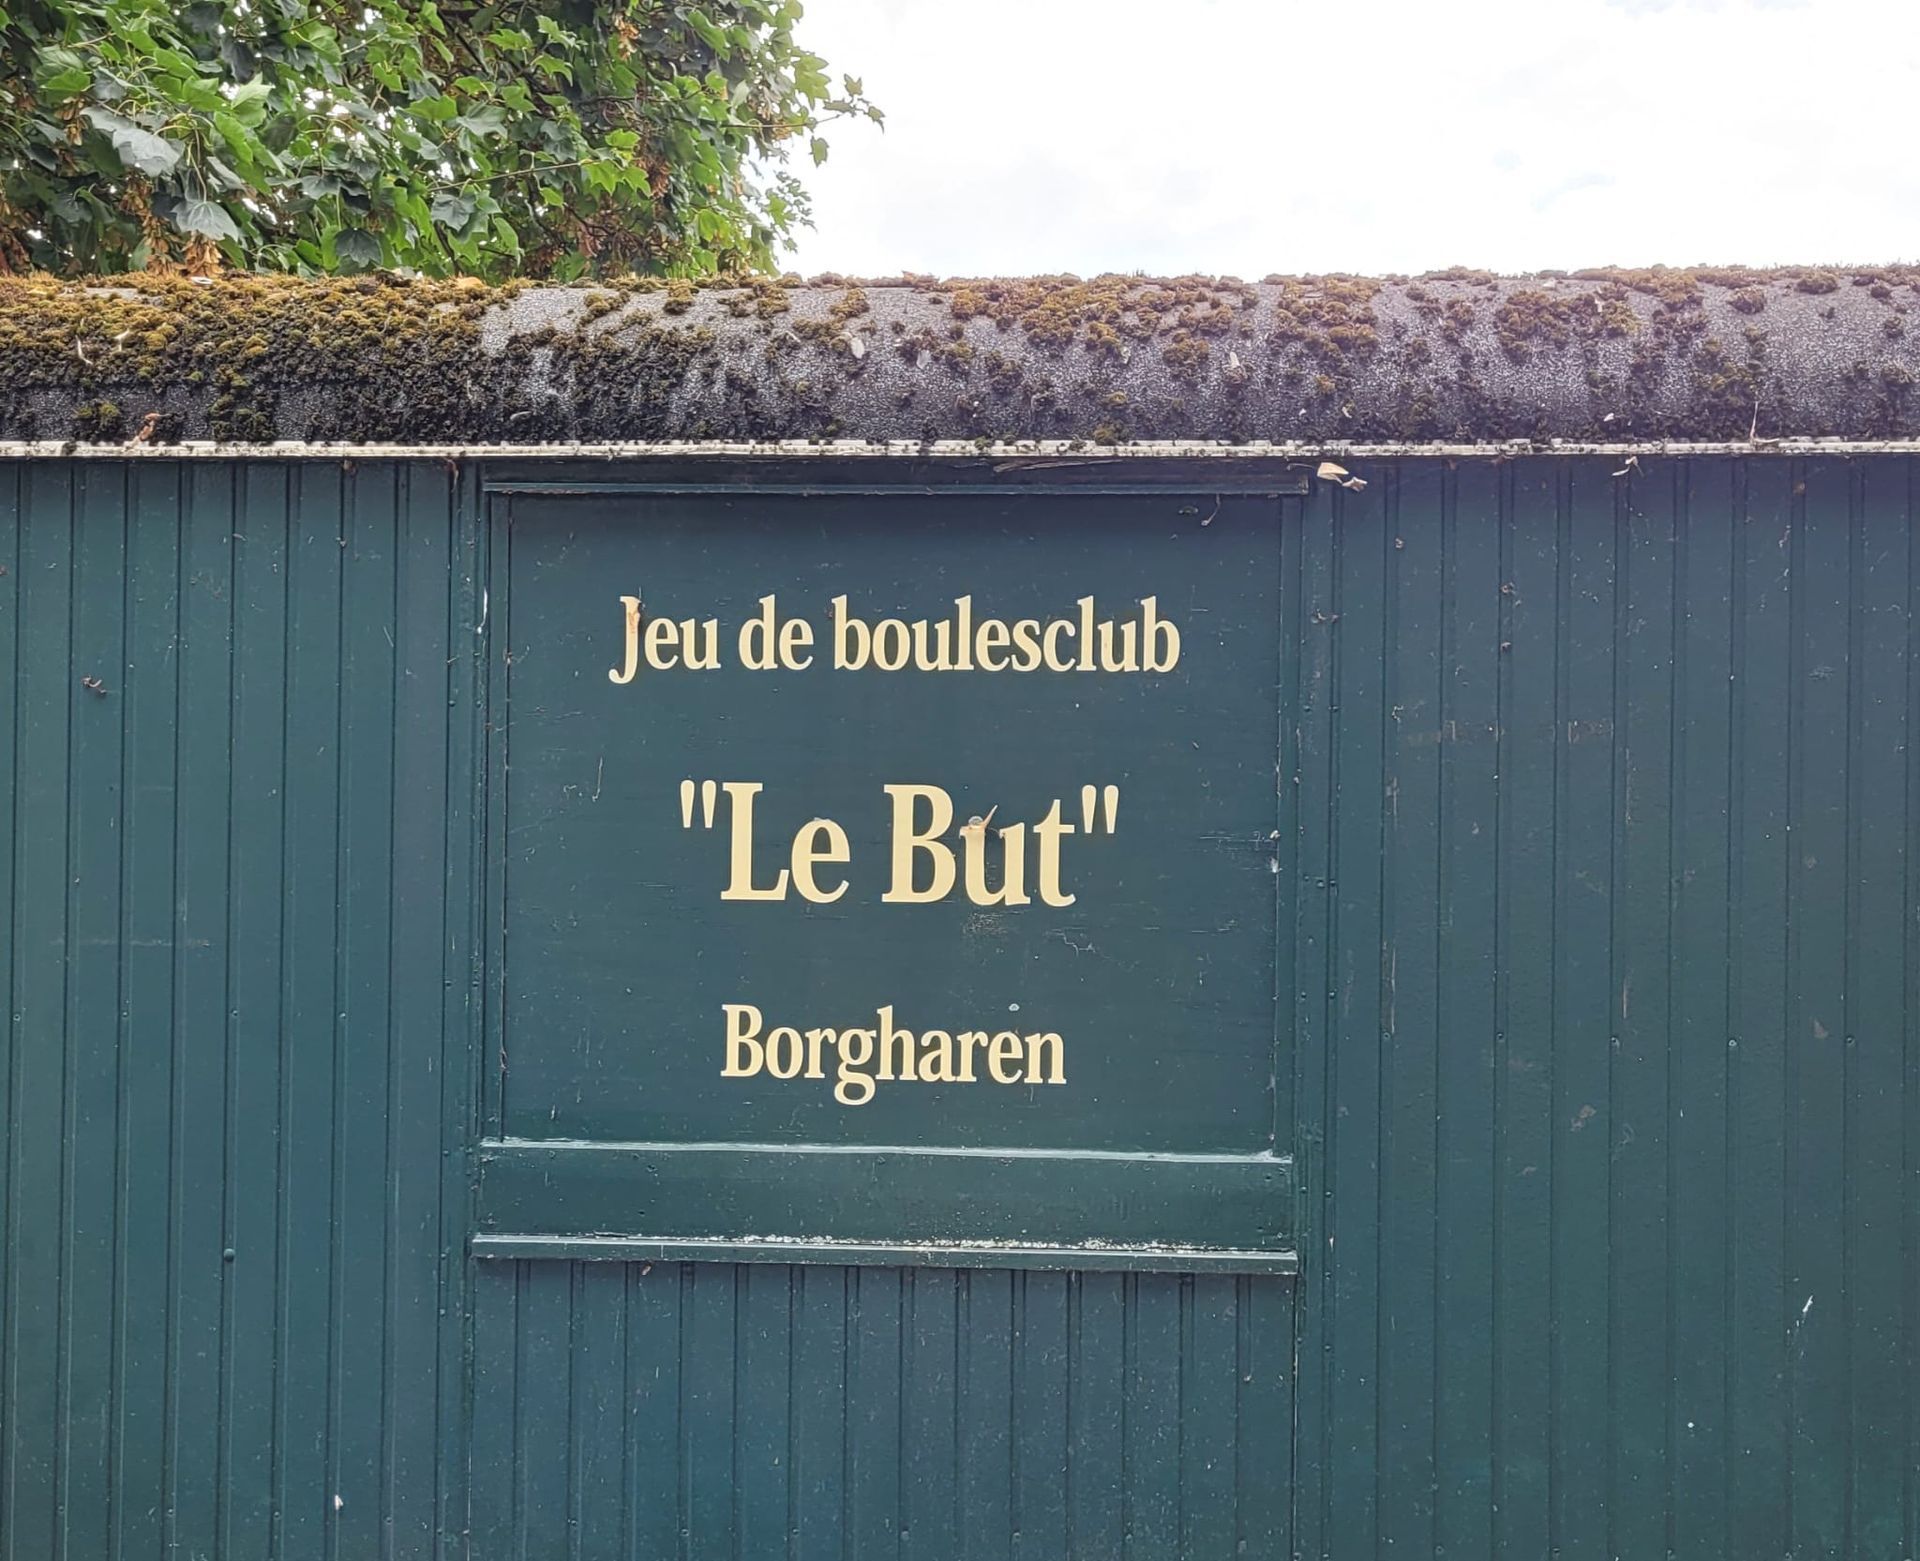 Jeu de boulesclub
"Le But"
Borgharen